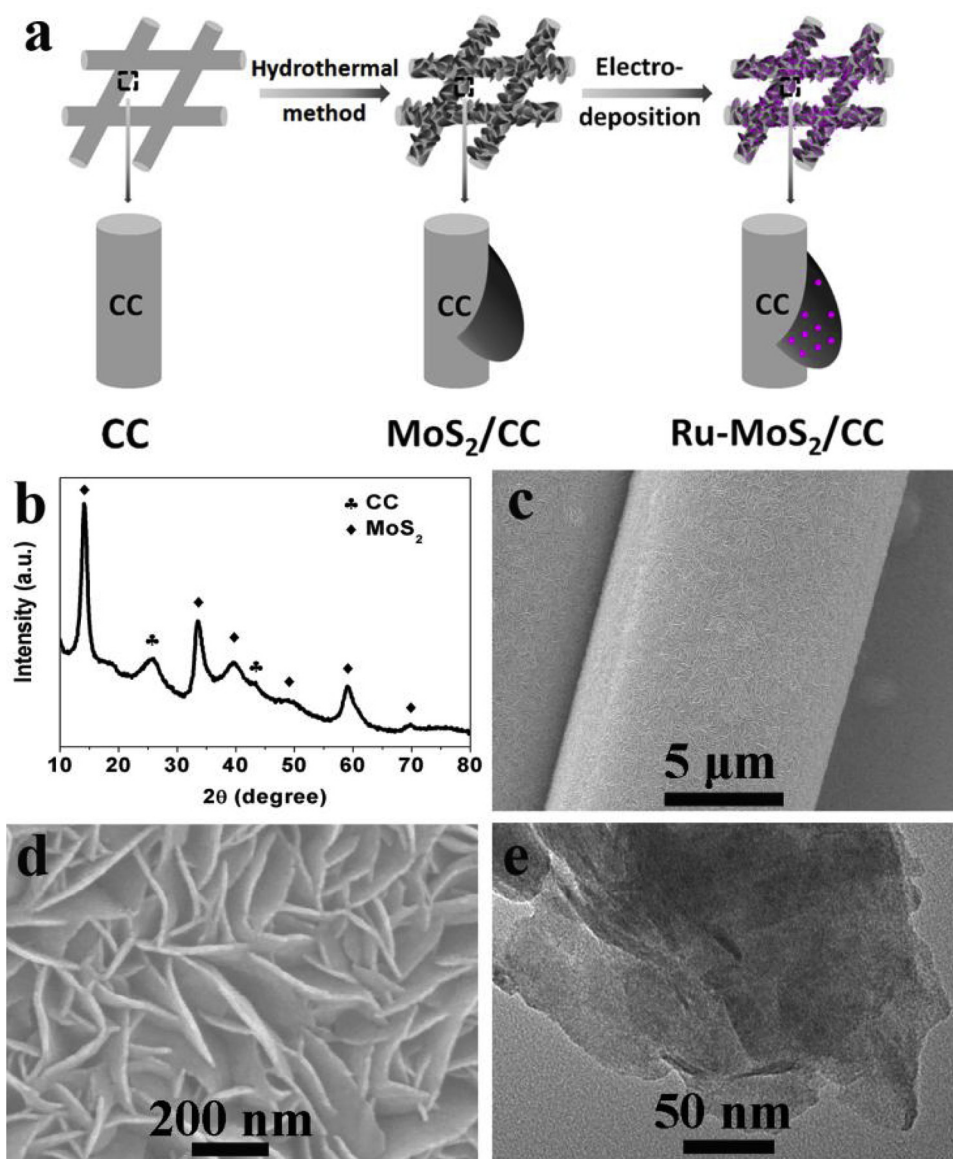 a
Hydrothermal
method
Electro-
deposition
CC
CC
CC
CC
MoS₂/CC
Ru-MoS₂/CC
b
♣ CC
♦ MoS₂
Intensity (a.u.)
10 20 30 40 50 60 70 80
2θ (degree)
c
5 μm
d
200 nm
e
50 nm